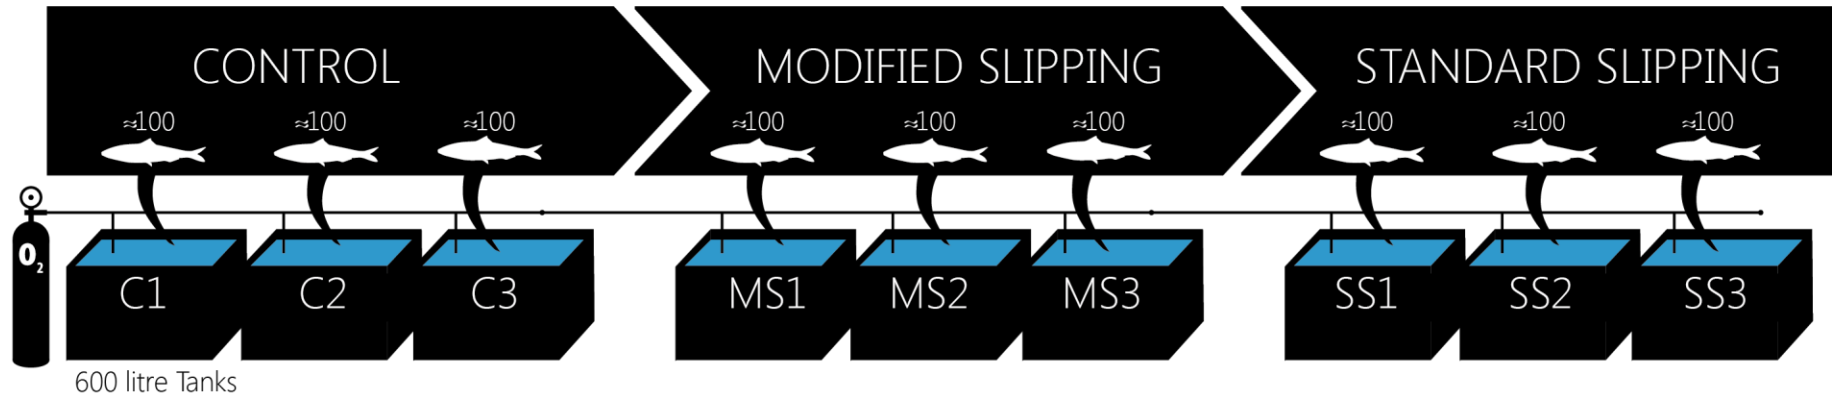 CONTROL
MODIFIED SLIPPING
STANDARD SLIPPING
≈100 ≈100 ≈100 ≈100 ≈100 ≈100 ≈100 ≈100 ≈100
O₂
C1 C2 C3 MS1 MS2 MS3 SS1 SS2 SS3
600 litre Tanks